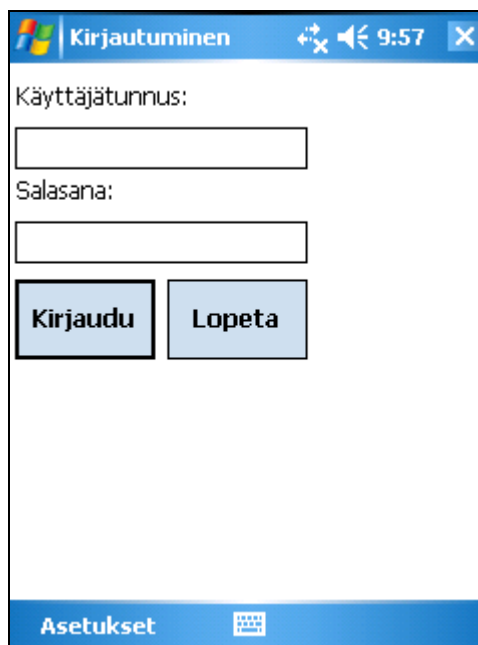 Kirjautuminen 9:57
Käyttäjätunnus:
Salasana:
Kirjaudu Lopeta
Asetukset